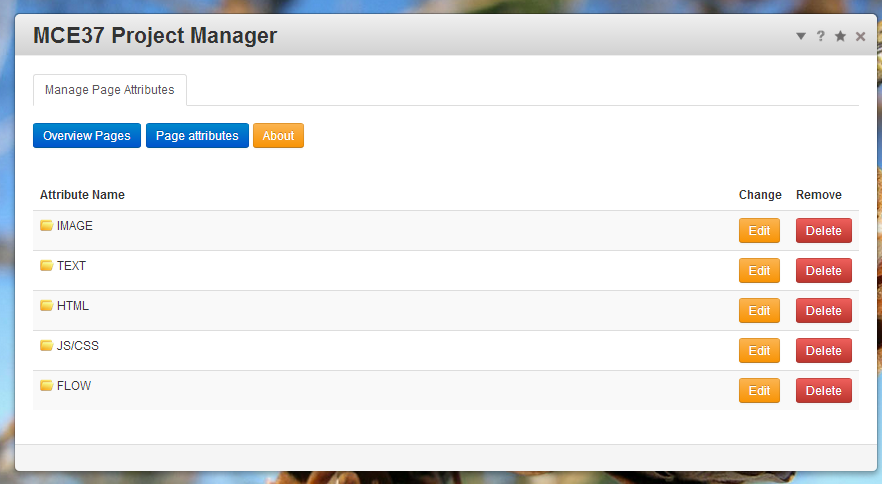 MCE37 Project Manager ?
Manage Page Attributes
Overview Pages Page attributes About
Attribute Name Change Remove
IMAGE Edit Delete
TEXT Edit Delete
HTML Edit Delete
JS/CSS Edit Delete
FLOW Edit Delete